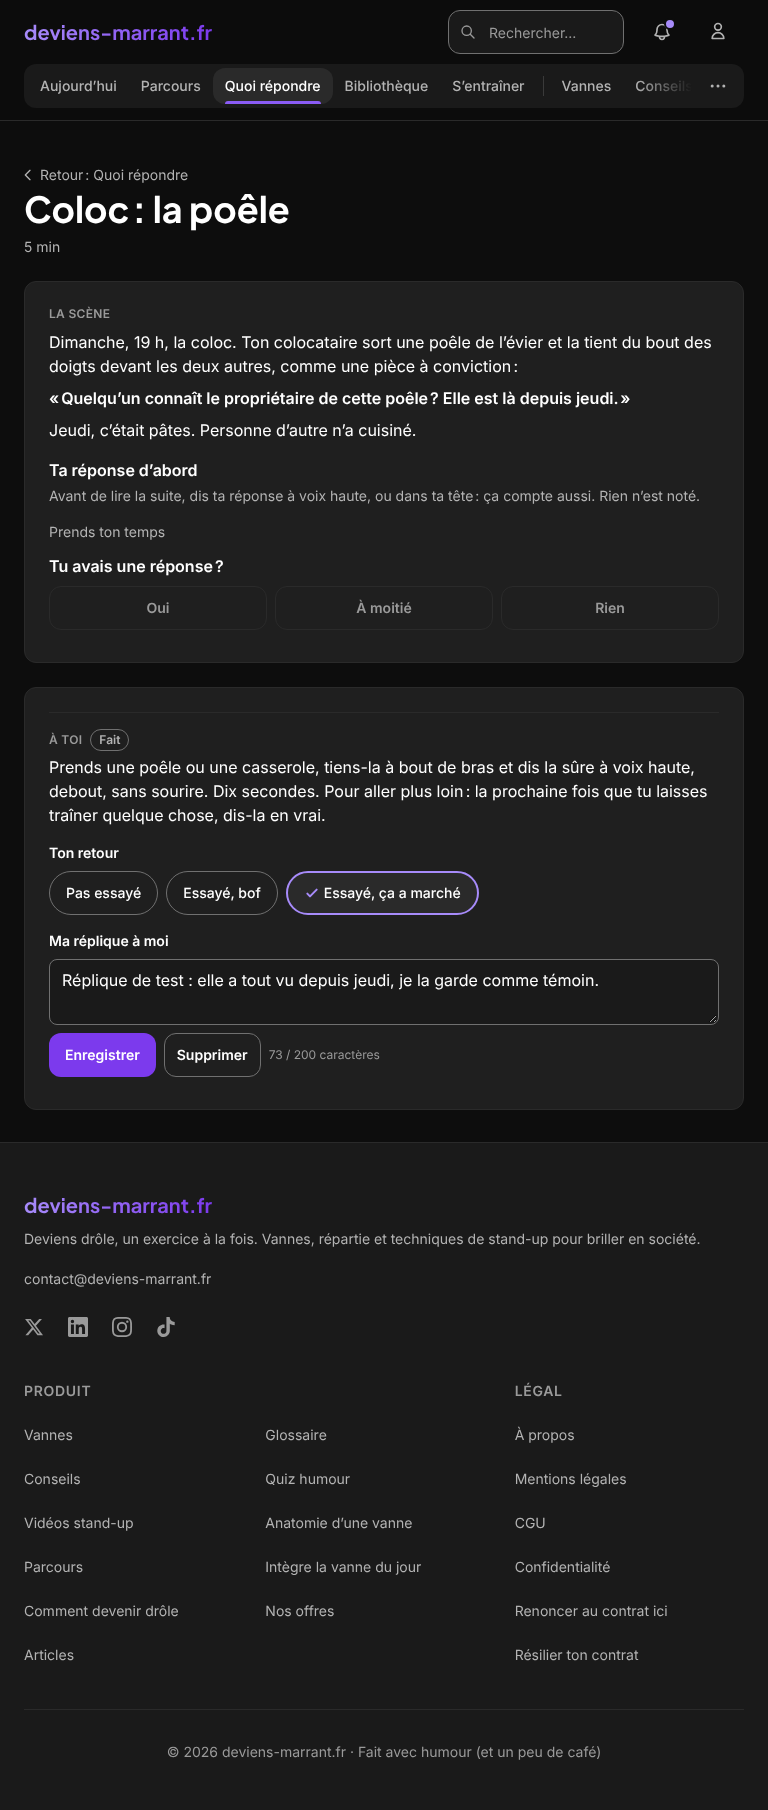 deviens-marrant.fr
Rechercher...
Aujourd’hui
Parcours
Quoi répondre
Bibliothèque
S’entraîner
Vannes
Conseils
Retour : Quoi répondre
Coloc : la poêle
5 min
LA SCÈNE
Dimanche, 19 h, la coloc. Ton colocataire sort une poêle de l’évier et la tient du bout des
doigts devant les deux autres, comme une pièce à conviction :
« Quelqu’un connaît le propriétaire de cette poêle ? Elle est là depuis jeudi. »
Jeudi, c’était pâtes. Personne d’autre n’a cuisiné.
Ta réponse d’abord
Avant de lire la suite, dis ta réponse à voix haute, ou dans ta tête : ça compte aussi. Rien n’est noté.
Prends ton temps
Tu avais une réponse ?
Oui
À moitié
Rien
À TOI
Fait
Prends une poêle ou une casserole, tiens-la à bout de bras et dis la sûre à voix haute,
debout, sans sourire. Dix secondes. Pour aller plus loin : la prochaine fois que tu laisses
traîner quelque chose, dis-la en vrai.
Ton retour
Pas essayé
Essayé, bof
Essayé, ça a marché
Ma réplique à moi
Réplique de test : elle a tout vu depuis jeudi, je la garde comme témoin.
Enregistrer
Supprimer
73 / 200 caractères
deviens-marrant.fr
Deviens drôle, un exercice à la fois. Vannes, répartie et techniques de stand-up pour briller en société.
contact@deviens-marrant.fr
PRODUIT
Vannes
Conseils
Vidéos stand-up
Parcours
Comment devenir drôle
Articles
Glossaire
Quiz humour
Anatomie d’une vanne
Intègre la vanne du jour
Nos offres
LÉGAL
À propos
Mentions légales
CGU
Confidentialité
Renoncer au contrat ici
Résilier ton contrat
© 2026 deviens-marrant.fr · Fait avec humour (et un peu de café)